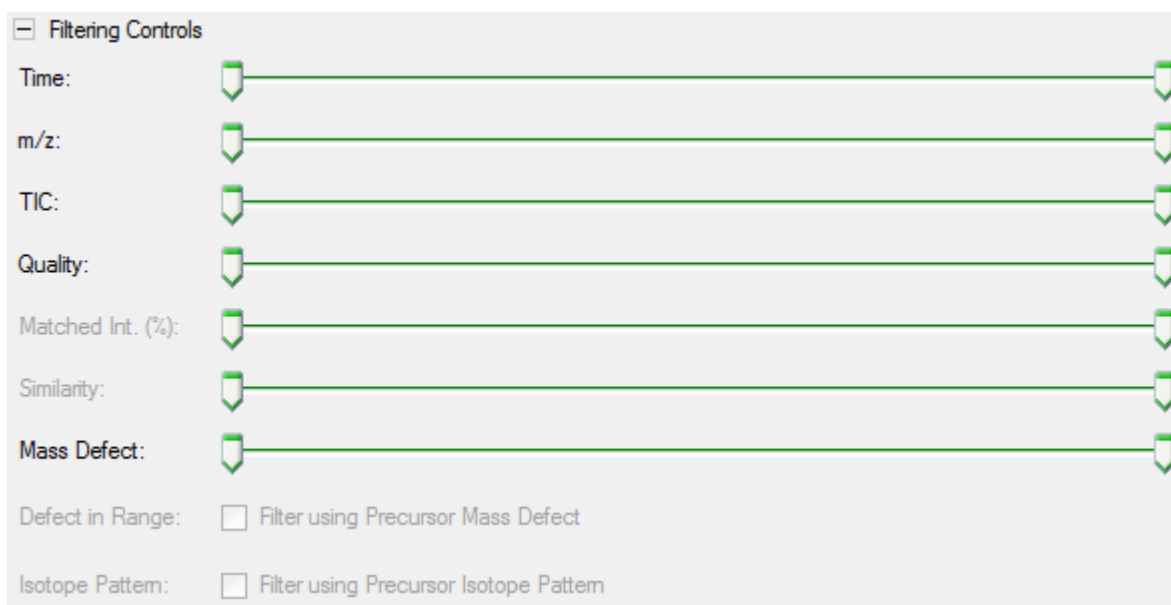 Filtering Controls
Time:
m/z:
TIC:
Quality:
Matched Int. (%):
Similarity:
Mass Defect:
Defect in Range: Filter using Precursor Mass Defect
Isotope Pattern: Filter using Precursor Isotope Pattern